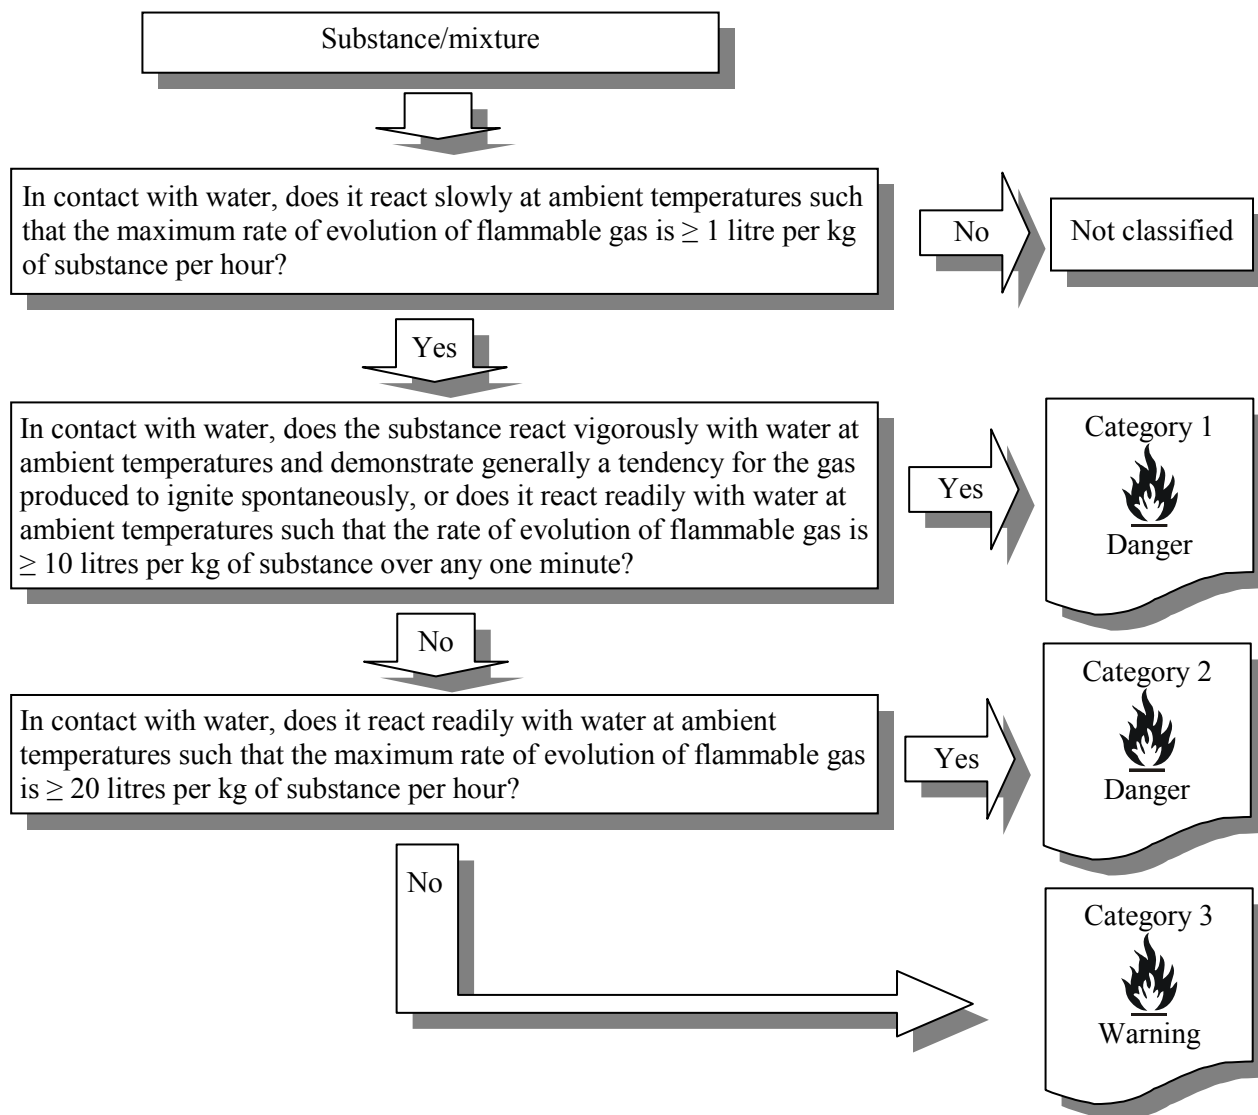 Substance/mixture
In contact with water, does it react slowly at ambient temperatures such
that the maximum rate of evolution of flammable gas is ≥ 1 litre per kg
of substance per hour?
No
Not classified
Yes
In contact with water, does the substance react vigorously with water at
ambient temperatures and demonstrate generally a tendency for the gas
produced to ignite spontaneously, or does it react readily with water at
ambient temperatures such that the rate of evolution of flammable gas is
≥ 10 litres per kg of substance over any one minute?
Yes
Category 1
Danger
No
In contact with water, does it react readily with water at ambient
temperatures such that the maximum rate of evolution of flammable gas
is ≥ 20 litres per kg of substance per hour?
Yes
Category 2
Danger
No
Category 3
Warning